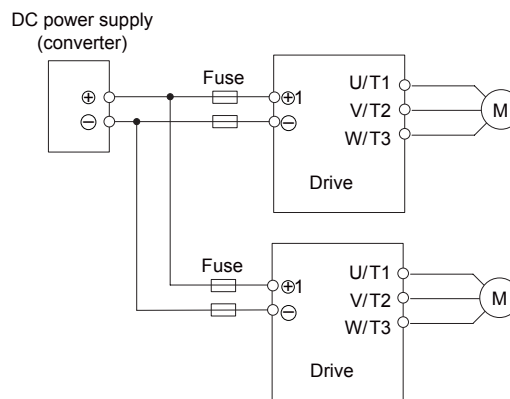 DC power supply
(converter)
⊕
⊖
Fuse
⊕1
⊖
U/T1
V/T2
W/T3
M
Drive
Fuse
⊕1
⊖
U/T1
V/T2
W/T3
M
Drive